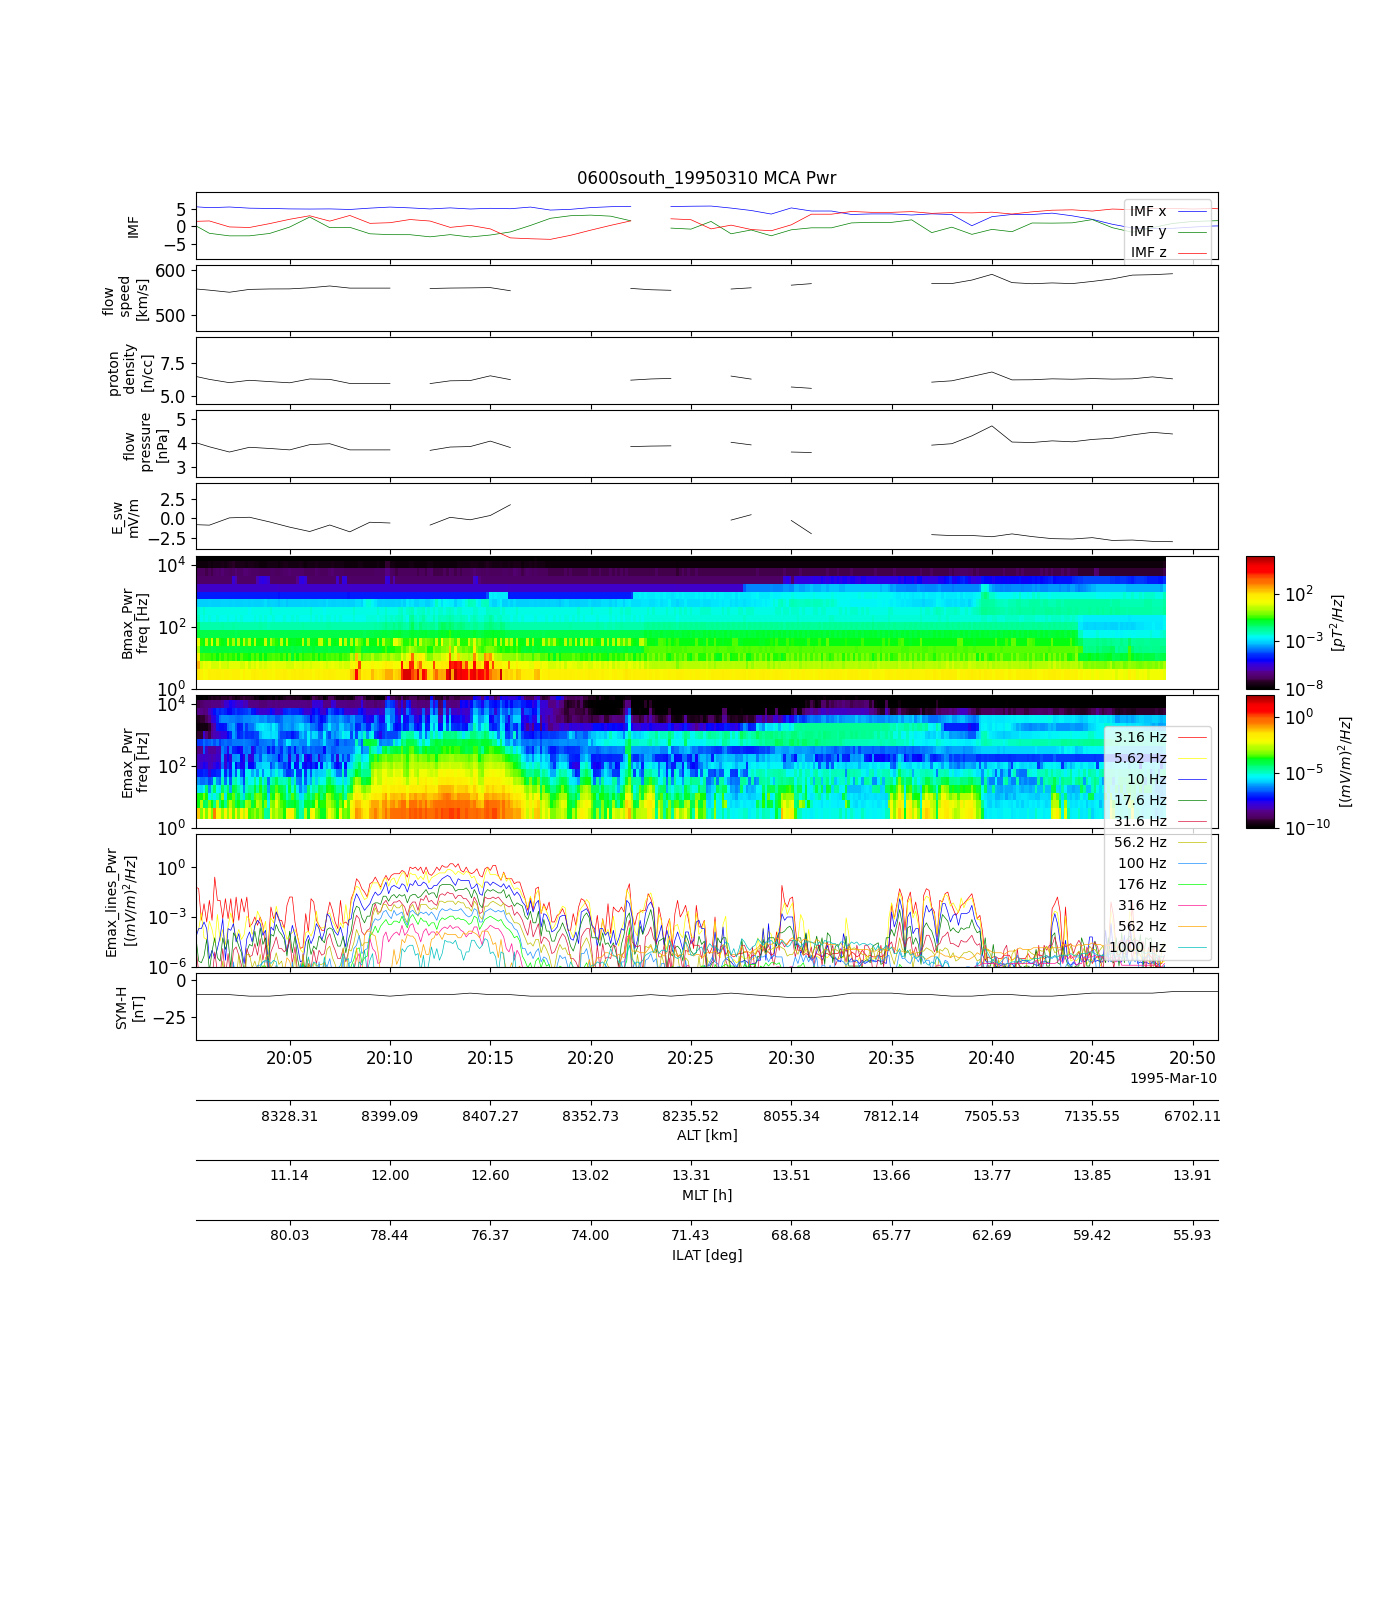 0600south_19950310 MCA Pwr
IMF
5
0
−5
IMF x
IMF y
IMF z
flow
speed
[km/s]
600
500
proton
density
[n/cc]
7.5
5.0
flow
pressure
[nPa]
5
4
3
E_sw
mV/m
2.5
0.0
−2.5
Bmax_Pwr
freq [Hz]
10^4
10^2
10^0
10^2
10^−3
10^−8
[pT^2/Hz]
Emax_Pwr
freq [Hz]
10^4
10^2
10^0
10^0
10^−5
10^−10
[(mV/m)^2/Hz]
3.16 Hz
5.62 Hz
10 Hz
17.6 Hz
31.6 Hz
56.2 Hz
100 Hz
176 Hz
316 Hz
562 Hz
1000 Hz
Emax_lines_Pwr
[(mV/m)^2/Hz]
10^0
10^−3
10^−6
SYM-H
[nT]
0
−25
20:05 20:10 20:15 20:20 20:25 20:30 20:35 20:40 20:45 20:50
1995-Mar-10
8328.31 8399.09 8407.27 8352.73 8235.52 8055.34 7812.14 7505.53 7135.55 6702.11
ALT [km]
11.14 12.00 12.60 13.02 13.31 13.51 13.66 13.77 13.85 13.91
MLT [h]
80.03 78.44 76.37 74.00 71.43 68.68 65.77 62.69 59.42 55.93
ILAT [deg]